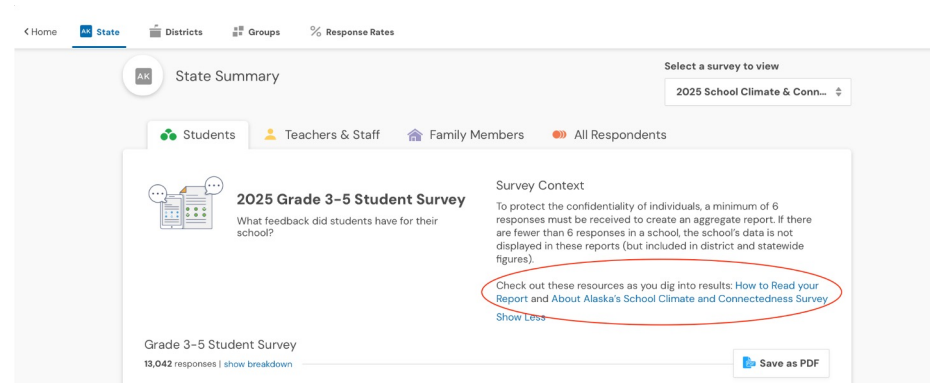 Home
AK State
Districts
Groups
Response Rates
AK
State Summary
Select a survey to view
2025 School Climate & Conn...
Students
Teachers & Staff
Family Members
All Respondents
2025 Grade 3-5 Student Survey
What feedback did students have for their
school?
Survey Context
To protect the confidentiality of individuals, a minimum of 6
responses must be received to create an aggregate report. If there
are fewer than 6 responses in a school, the school's data is not
displayed in these reports (but included in district and statewide
figures).
Check out these resources as you dig into results: How to Read your
Report and About Alaska's School Climate and Connectedness Survey
Show Less
Grade 3-5 Student Survey
13,042 responses | show breakdown
Save as PDF